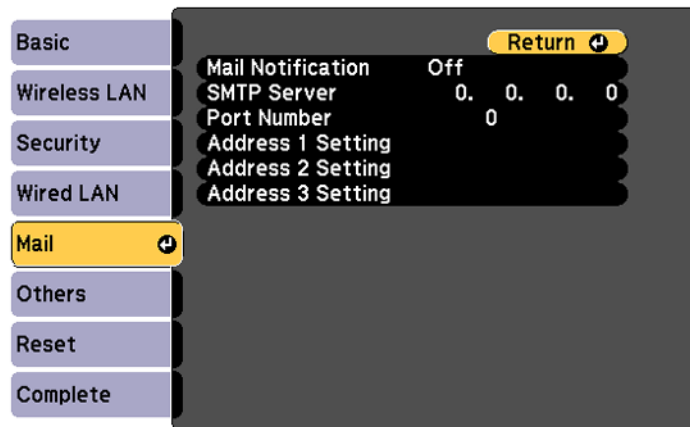 Basic
Wireless LAN
Security
Wired LAN
Mail
Others
Reset
Complete
Return
Mail Notification Off
SMTP Server 0. 0. 0. 0
Port Number 0
Address 1 Setting
Address 2 Setting
Address 3 Setting